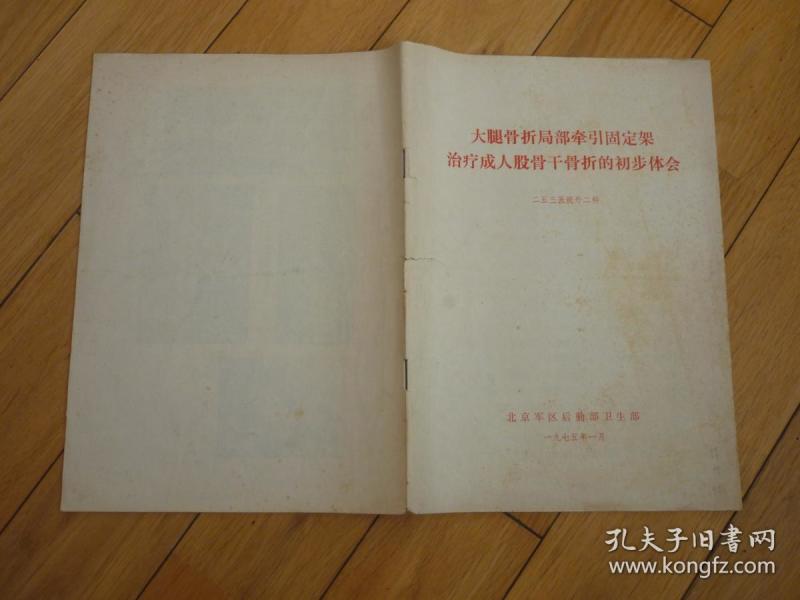 大腿骨折局部牵引固定架
治疗成人股骨干骨折的初步体会
二五三医院外二科
北京军区后勤部卫生部
一九七五年一月
孔夫子旧书网
www.kongfz.com